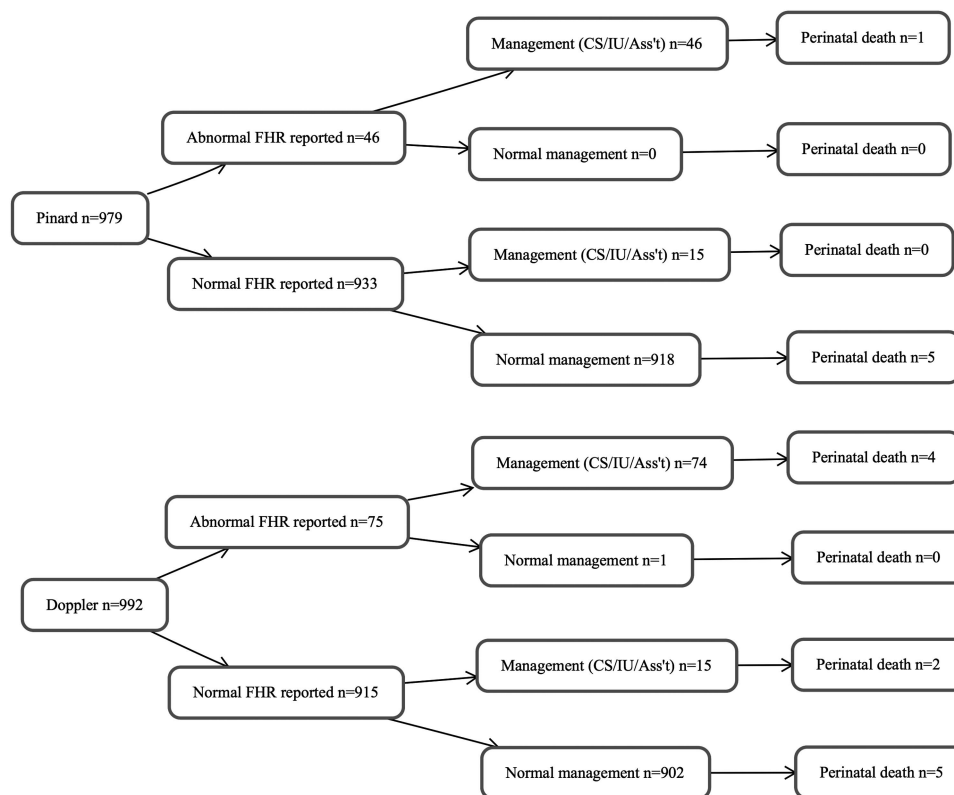 Management (CS/IU/Ass't) n=46
Perinatal death n=1
Abnormal FHR reported n=46
Normal management n=0
Perinatal death n=0
Pinard n=979
Management (CS/IU/Ass't) n=15
Perinatal death n=0
Normal FHR reported n=933
Normal management n=918
Perinatal death n=5
Management (CS/IU/Ass't) n=74
Perinatal death n=4
Abnormal FHR reported n=75
Normal management n=1
Perinatal death n=0
Doppler n=992
Management (CS/IU/Ass't) n=15
Perinatal death n=2
Normal FHR reported n=915
Normal management n=902
Perinatal death n=5